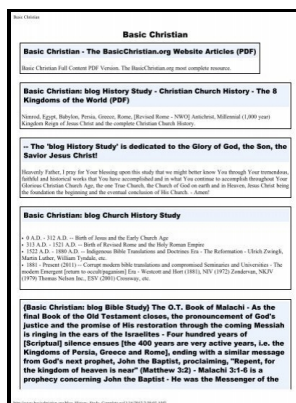 Basic Christian
Basic Christian
Basic Christian - The BasicChristian.org Website Articles (PDF)
Basic Christian Full Content PDF Version. The BasicChristian.org most complete resource.
Basic Christian: blog History Study - Christian Church History - The 8
Kingdoms of the World (PDF)
Nimrod, Egypt, Babylon, Persia, Greece, Rome, [Revised Rome - NWO] Antichrist, Millennial (1,000 year)
Kingdom Reign of Jesus Christ and the complete Christian Church History.
-- The 'blog History Study' is dedicated to the Glory of God, the Son, the
Savior Jesus Christ!
Heavenly Father, I pray for Your blessing upon this study that we might better know You through Your tremendous,
faithful and historical works that You have accomplished and in what You continue to accomplish throughout Your
Glorious Christian Church Age, the one True Church, the Church of God on earth and in Heaven, Jesus Christ being
the foundation the beginning and the eventual conclusion of His Church. - Amen!
Basic Christian: blog Church History Study
• 0 A.D. - 312 A.D. -- Birth of Jesus and the Early Church Age
• 313 A.D. - 1521 A.D. -- Birth of Revised Rome and the Holy Roman Empire
• 1522 A.D. - 1880 A.D. -- Indigenous Bible Translations and Doctrines Era - The Reformation - Ulrich Zwingli,
Martin Luther, William Tyndale, etc.
• 1881 - Present (2011) -- Corrupt modern bible translations and compromised Seminaries and Universities - The
modern Emergent [return to occult/paganism] Era - Westcott and Hort (1881), NIV (1972) Zondervan, NKJV
(1979) Thomas Nelson Inc., ESV (2001) Crossway, etc.
{Basic Christian: blog Bible Study} The O.T. Book of Malachi - As the
final Book of the Old Testament closes, the pronouncement of God's
justice and the promise of His restoration through the coming Messiah
is ringing in the ears of the Israelites - Four hundred years of
[Scriptual] silence ensues [the 400 years are very active years, i.e. the
Kingdoms of Persia, Greece and Rome], ending with a similar message
from God's next prophet, John the Baptist, proclaiming, "Repent, for
the kingdom of heaven is near" (Matthew 3:2) - Malachi 3:1-6 is a
prophecy concerning John the Baptist - He was the Messenger of the